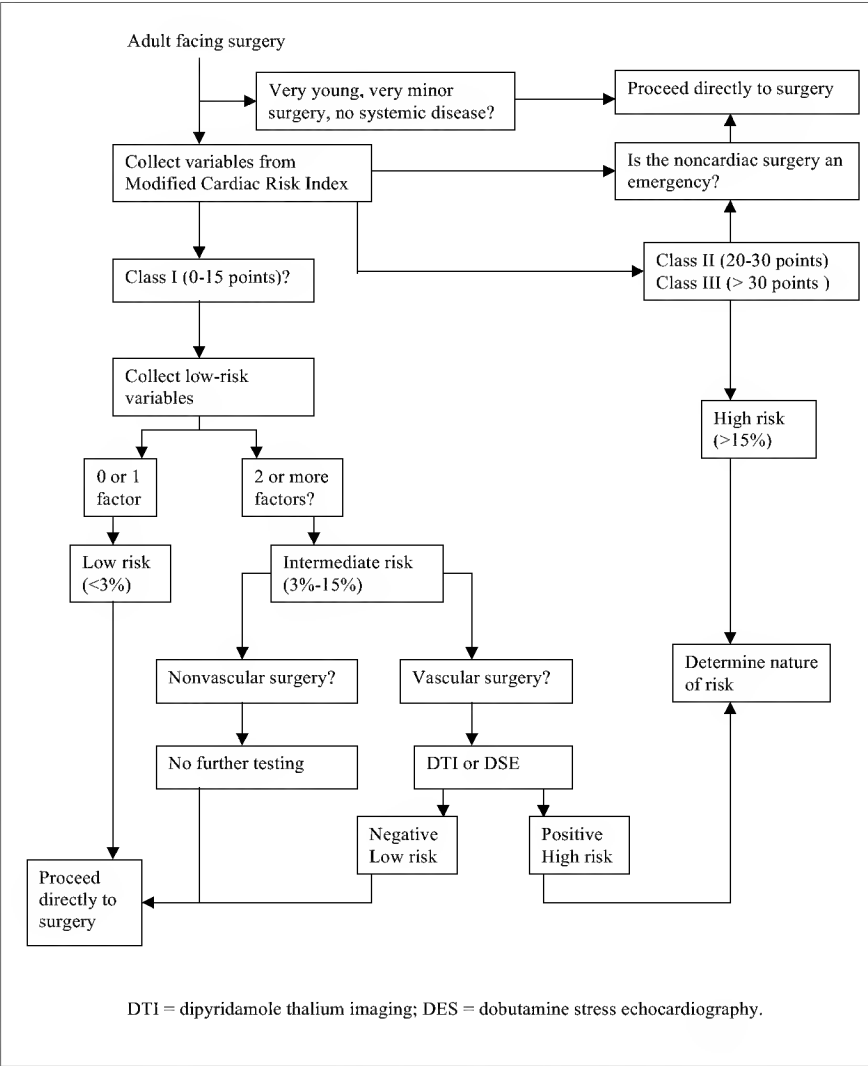 Adult facing surgery
Very young, very minor
surgery, no systemic disease?
Proceed directly to surgery
Collect variables from
Modified Cardiac Risk Index
Is the noncardiac surgery an
emergency?
Class I (0-15 points)?
Class II (20-30 points)
Class III (> 30 points )
Collect low-risk
variables
High risk
(>15%)
0 or 1
factor
2 or more
factors?
Low risk
(<3%)
Intermediate risk
(3%-15%)
Nonvascular surgery?
Vascular surgery?
Determine nature
of risk
No further testing
DTI or DSE
Negative
Low risk
Positive
High risk
Proceed
directly to
surgery
DTI = dipyridamole thalium imaging; DES = dobutamine stress echocardiography.